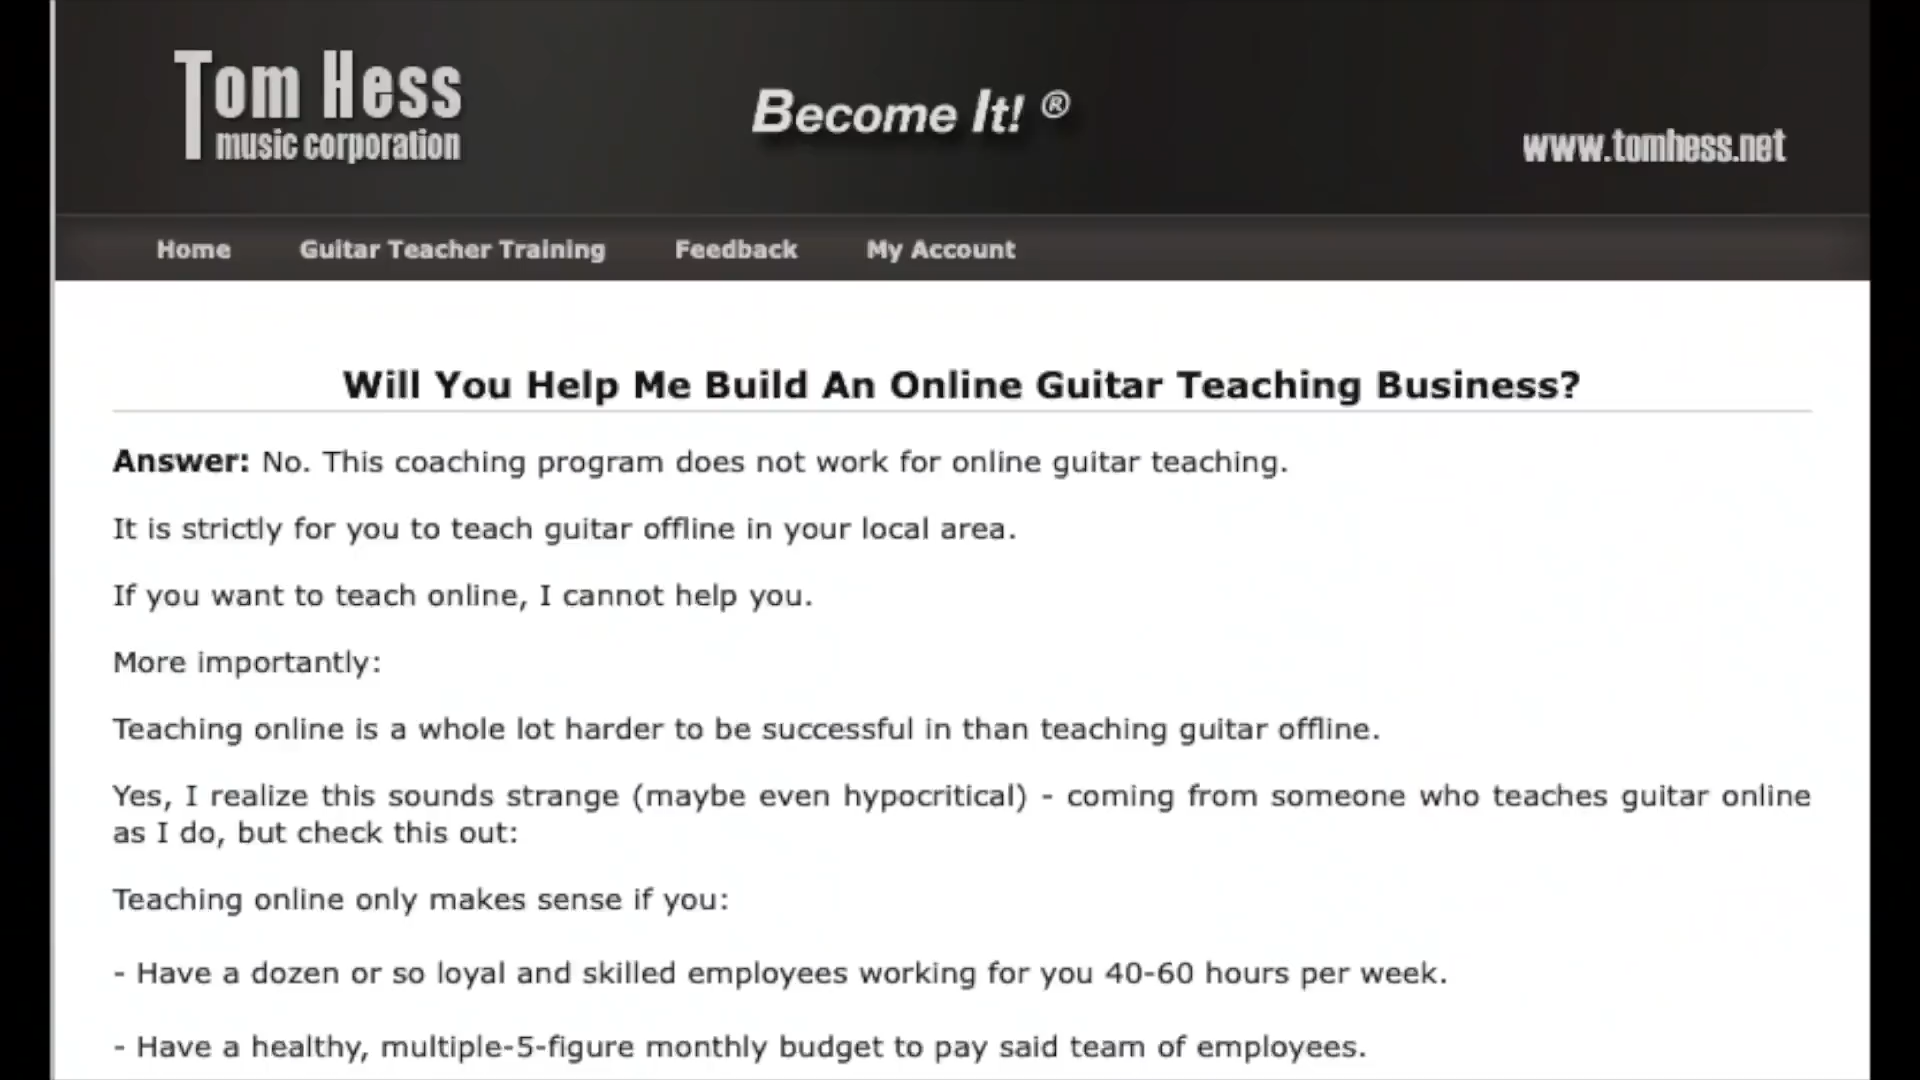 Tom Hess
music corporation
Become It! ®
www.tomhess.net
Home Guitar Teacher Training Feedback My Account
Will You Help Me Build An Online Guitar Teaching Business?
Answer: No. This coaching program does not work for online guitar teaching.
It is strictly for you to teach guitar offline in your local area.
If you want to teach online, I cannot help you.
More importantly:
Teaching online is a whole lot harder to be successful in than teaching guitar offline.
Yes, I realize this sounds strange (maybe even hypocritical) - coming from someone who teaches guitar online
as I do, but check this out:
Teaching online only makes sense if you:
- Have a dozen or so loyal and skilled employees working for you 40-60 hours per week.
- Have a healthy, multiple-5-figure monthly budget to pay said team of employees.